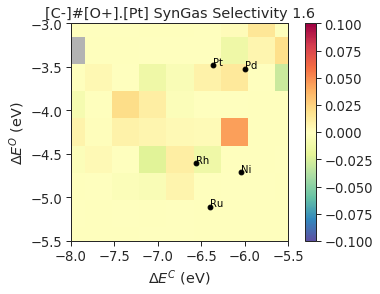 [C-]#[O+].[Pt] SynGas Selectivity 1.6
−3.0
−3.5
−4.0
−4.5
−5.0
−5.5
ΔE^O (eV)
Pt
Pd
Rh
Ni
Ru
−8.0 −7.5 −7.0 −6.5 −6.0 −5.5
ΔE^C (eV)
0.100
0.075
0.050
0.025
0.000
−0.025
−0.050
−0.075
−0.100